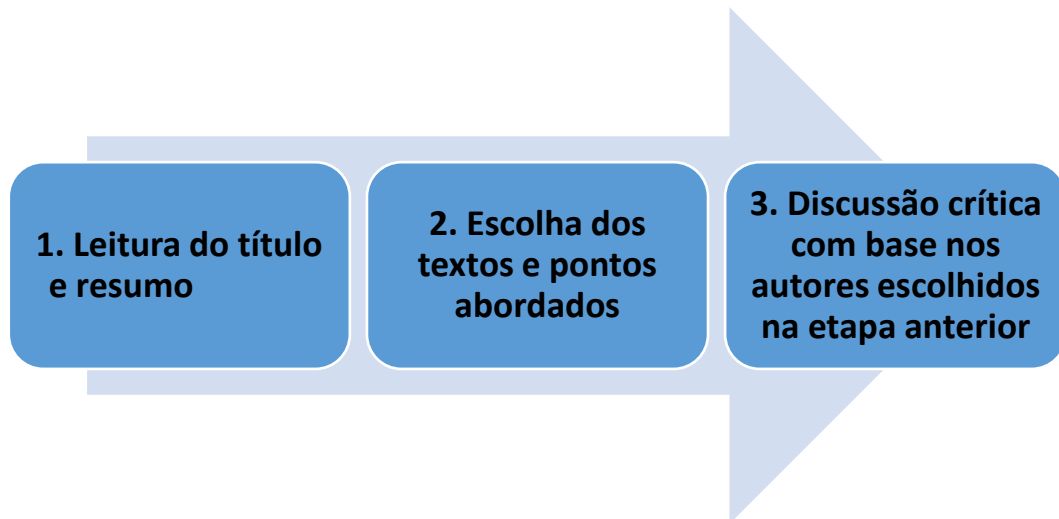 1. Leitura do título
e resumo
2. Escolha dos
textos e pontos
abordados
3. Discussão crítica
com base nos
autores escolhidos
na etapa anterior